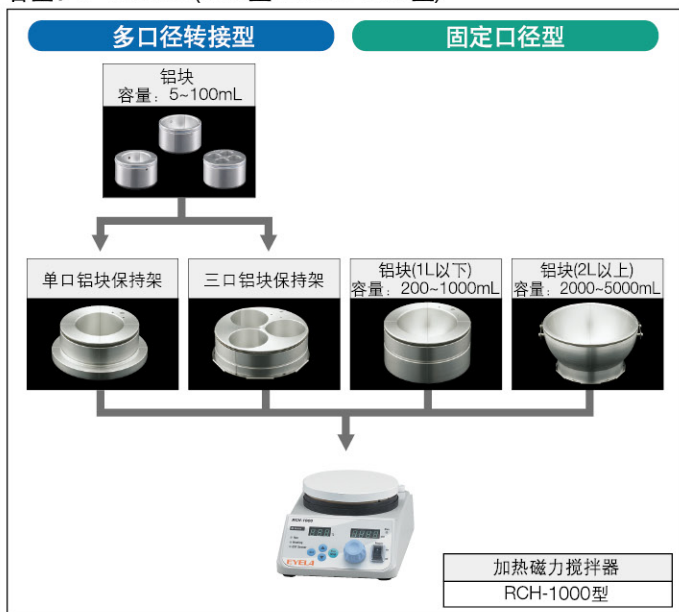 多口径转接型
固定口径型
铝块
容量：5~100mL
单口铝块保持架
三口铝块保持架
铝块(1L以下)
容量：200~1000mL
铝块(2L以上)
容量：2000~5000mL
RCH-1000
EYELA
加热磁力搅拌器
RCH-1000型